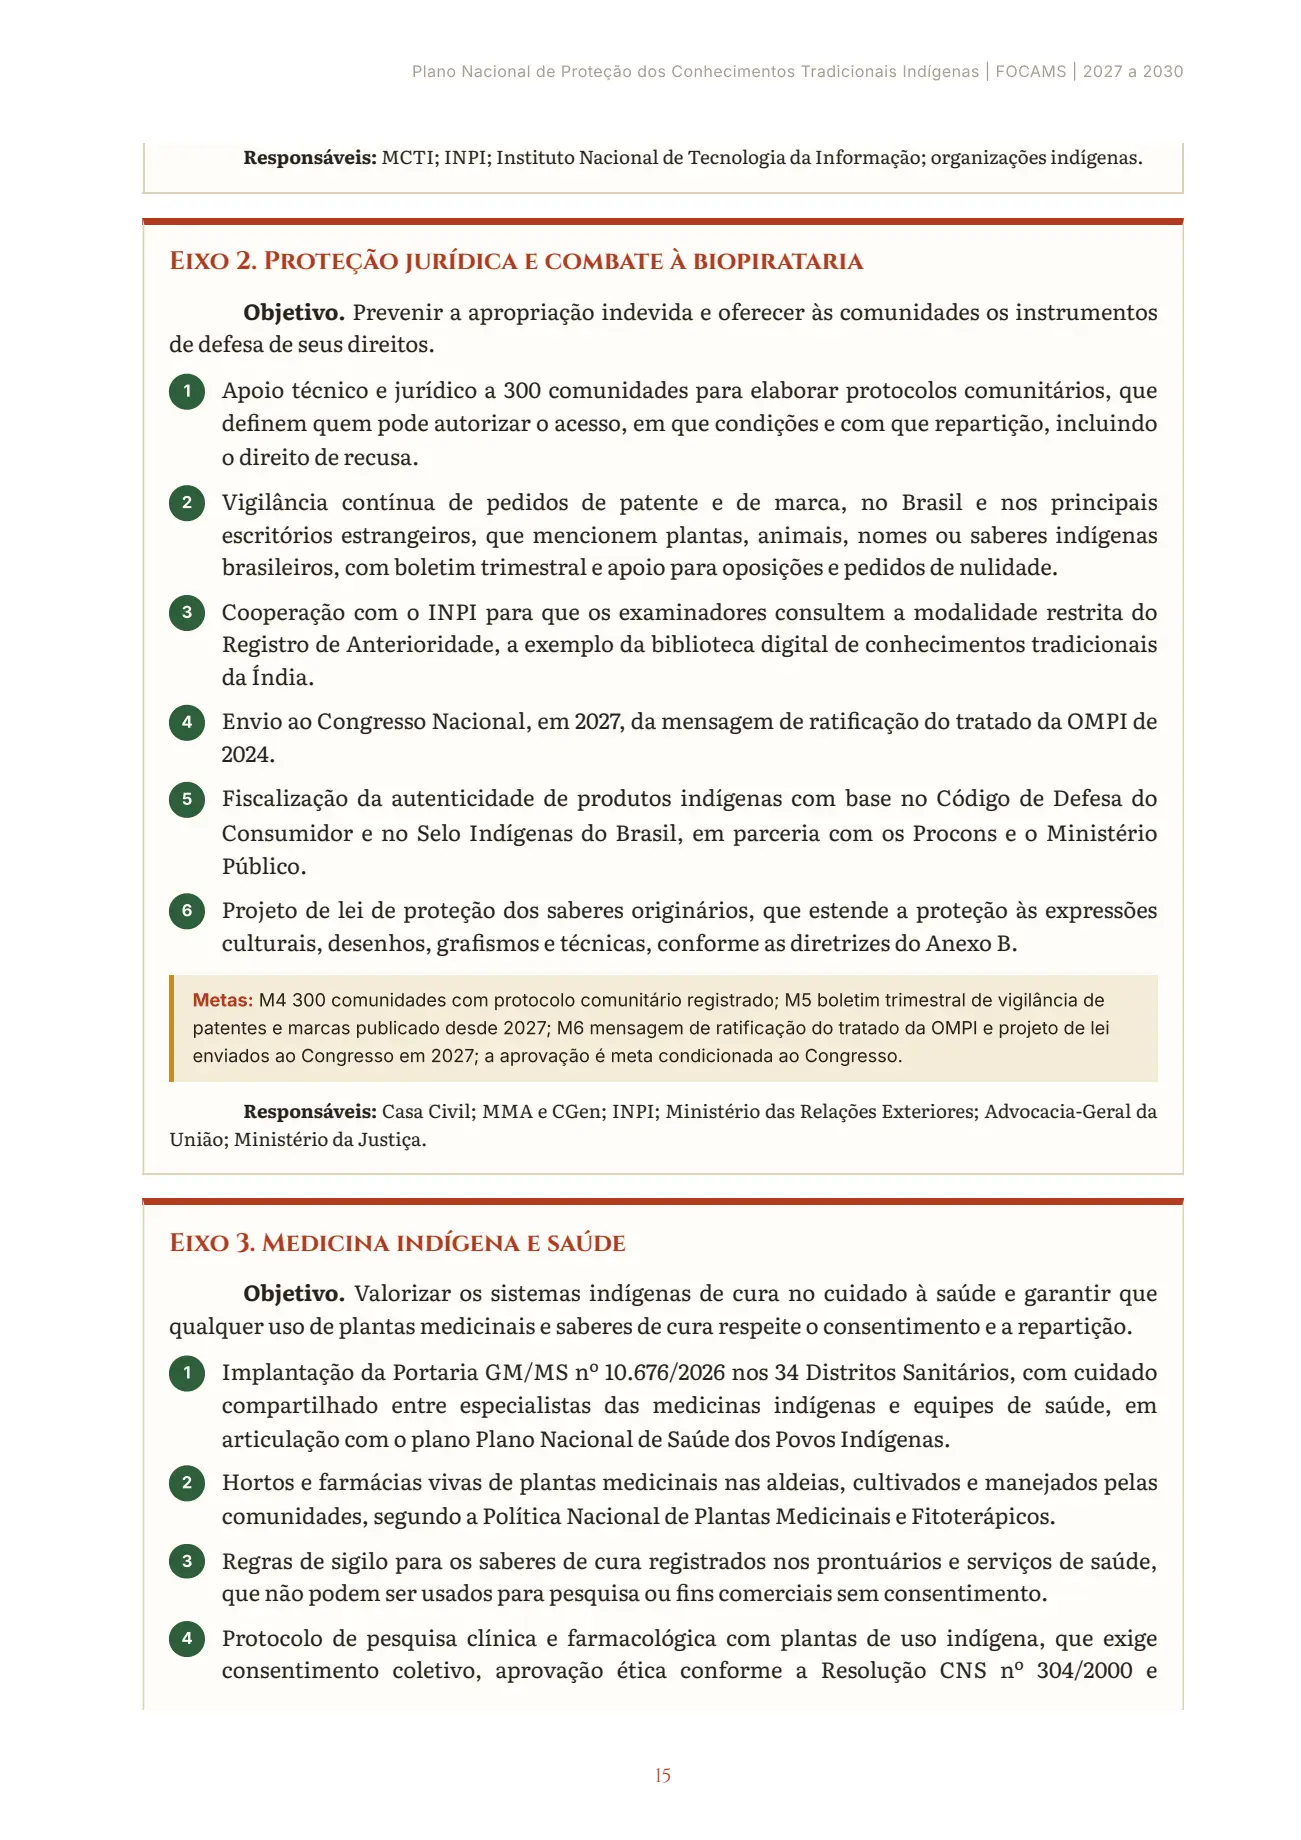 Plano Nacional de Proteção dos Conhecimentos Tradicionais Indígenas | FOCAMS | 2027 a 2030
Responsáveis: MCTI; INPI; Instituto Nacional de Tecnologia da Informação; organizações indígenas.
Eixo 2. Proteção jurídica e combate à biopirataria
Objetivo. Prevenir a apropriação indevida e oferecer às comunidades os instrumentos
de defesa de seus direitos.
1 Apoio técnico e jurídico a 300 comunidades para elaborar protocolos comunitários, que
definem quem pode autorizar o acesso, em que condições e com que repartição, incluindo
o direito de recusa.
2 Vigilância contínua de pedidos de patente e de marca, no Brasil e nos principais
escritórios estrangeiros, que mencionem plantas, animais, nomes ou saberes indígenas
brasileiros, com boletim trimestral e apoio para oposições e pedidos de nulidade.
3 Cooperação com o INPI para que os examinadores consultem a modalidade restrita do
Registro de Anterioridade, a exemplo da biblioteca digital de conhecimentos tradicionais
da Índia.
4 Envio ao Congresso Nacional, em 2027, da mensagem de ratificação do tratado da OMPI de
2024.
5 Fiscalização da autenticidade de produtos indígenas com base no Código de Defesa do
Consumidor e no Selo Indígenas do Brasil, em parceria com os Procons e o Ministério
Público.
6 Projeto de lei de proteção dos saberes originários, que estende a proteção às expressões
culturais, desenhos, grafismos e técnicas, conforme as diretrizes do Anexo B.
Metas: M4 300 comunidades com protocolo comunitário registrado; M5 boletim trimestral de vigilância de
patentes e marcas publicado desde 2027; M6 mensagem de ratificação do tratado da OMPI e projeto de lei
enviados ao Congresso em 2027; a aprovação é meta condicionada ao Congresso.
Responsáveis: Casa Civil; MMA e CGen; INPI; Ministério das Relações Exteriores; Advocacia-Geral da
União; Ministério da Justiça.
Eixo 3. Medicina indígena e saúde
Objetivo. Valorizar os sistemas indígenas de cura no cuidado à saúde e garantir que
qualquer uso de plantas medicinais e saberes de cura respeite o consentimento e a repartição.
1 Implantação da Portaria GM/MS nº 10.676/2026 nos 34 Distritos Sanitários, com cuidado
compartilhado entre especialistas das medicinas indígenas e equipes de saúde, em
articulação com o plano Plano Nacional de Saúde dos Povos Indígenas.
2 Hortos e farmácias vivas de plantas medicinais nas aldeias, cultivados e manejados pelas
comunidades, segundo a Política Nacional de Plantas Medicinais e Fitoterápicos.
3 Regras de sigilo para os saberes de cura registrados nos prontuários e serviços de saúde,
que não podem ser usados para pesquisa ou fins comerciais sem consentimento.
4 Protocolo de pesquisa clínica e farmacológica com plantas de uso indígena, que exige
consentimento coletivo, aprovação ética conforme a Resolução CNS nº 304/2000 e
15